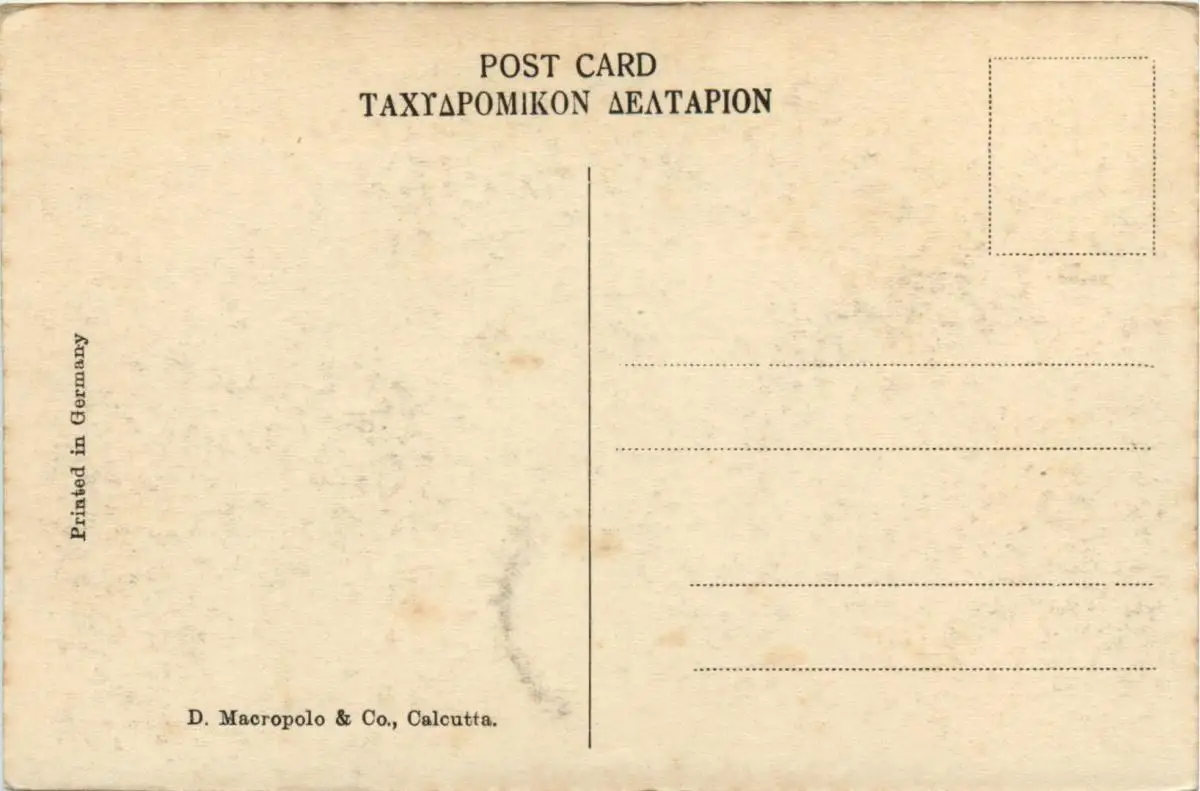 POST CARD
ΤΑΧΥΔΡΟΜΙΚΟΝ ΔΕΛΤΑΡΙΟΝ
Printed in Germany
D. Macropolo & Co., Calcutta.